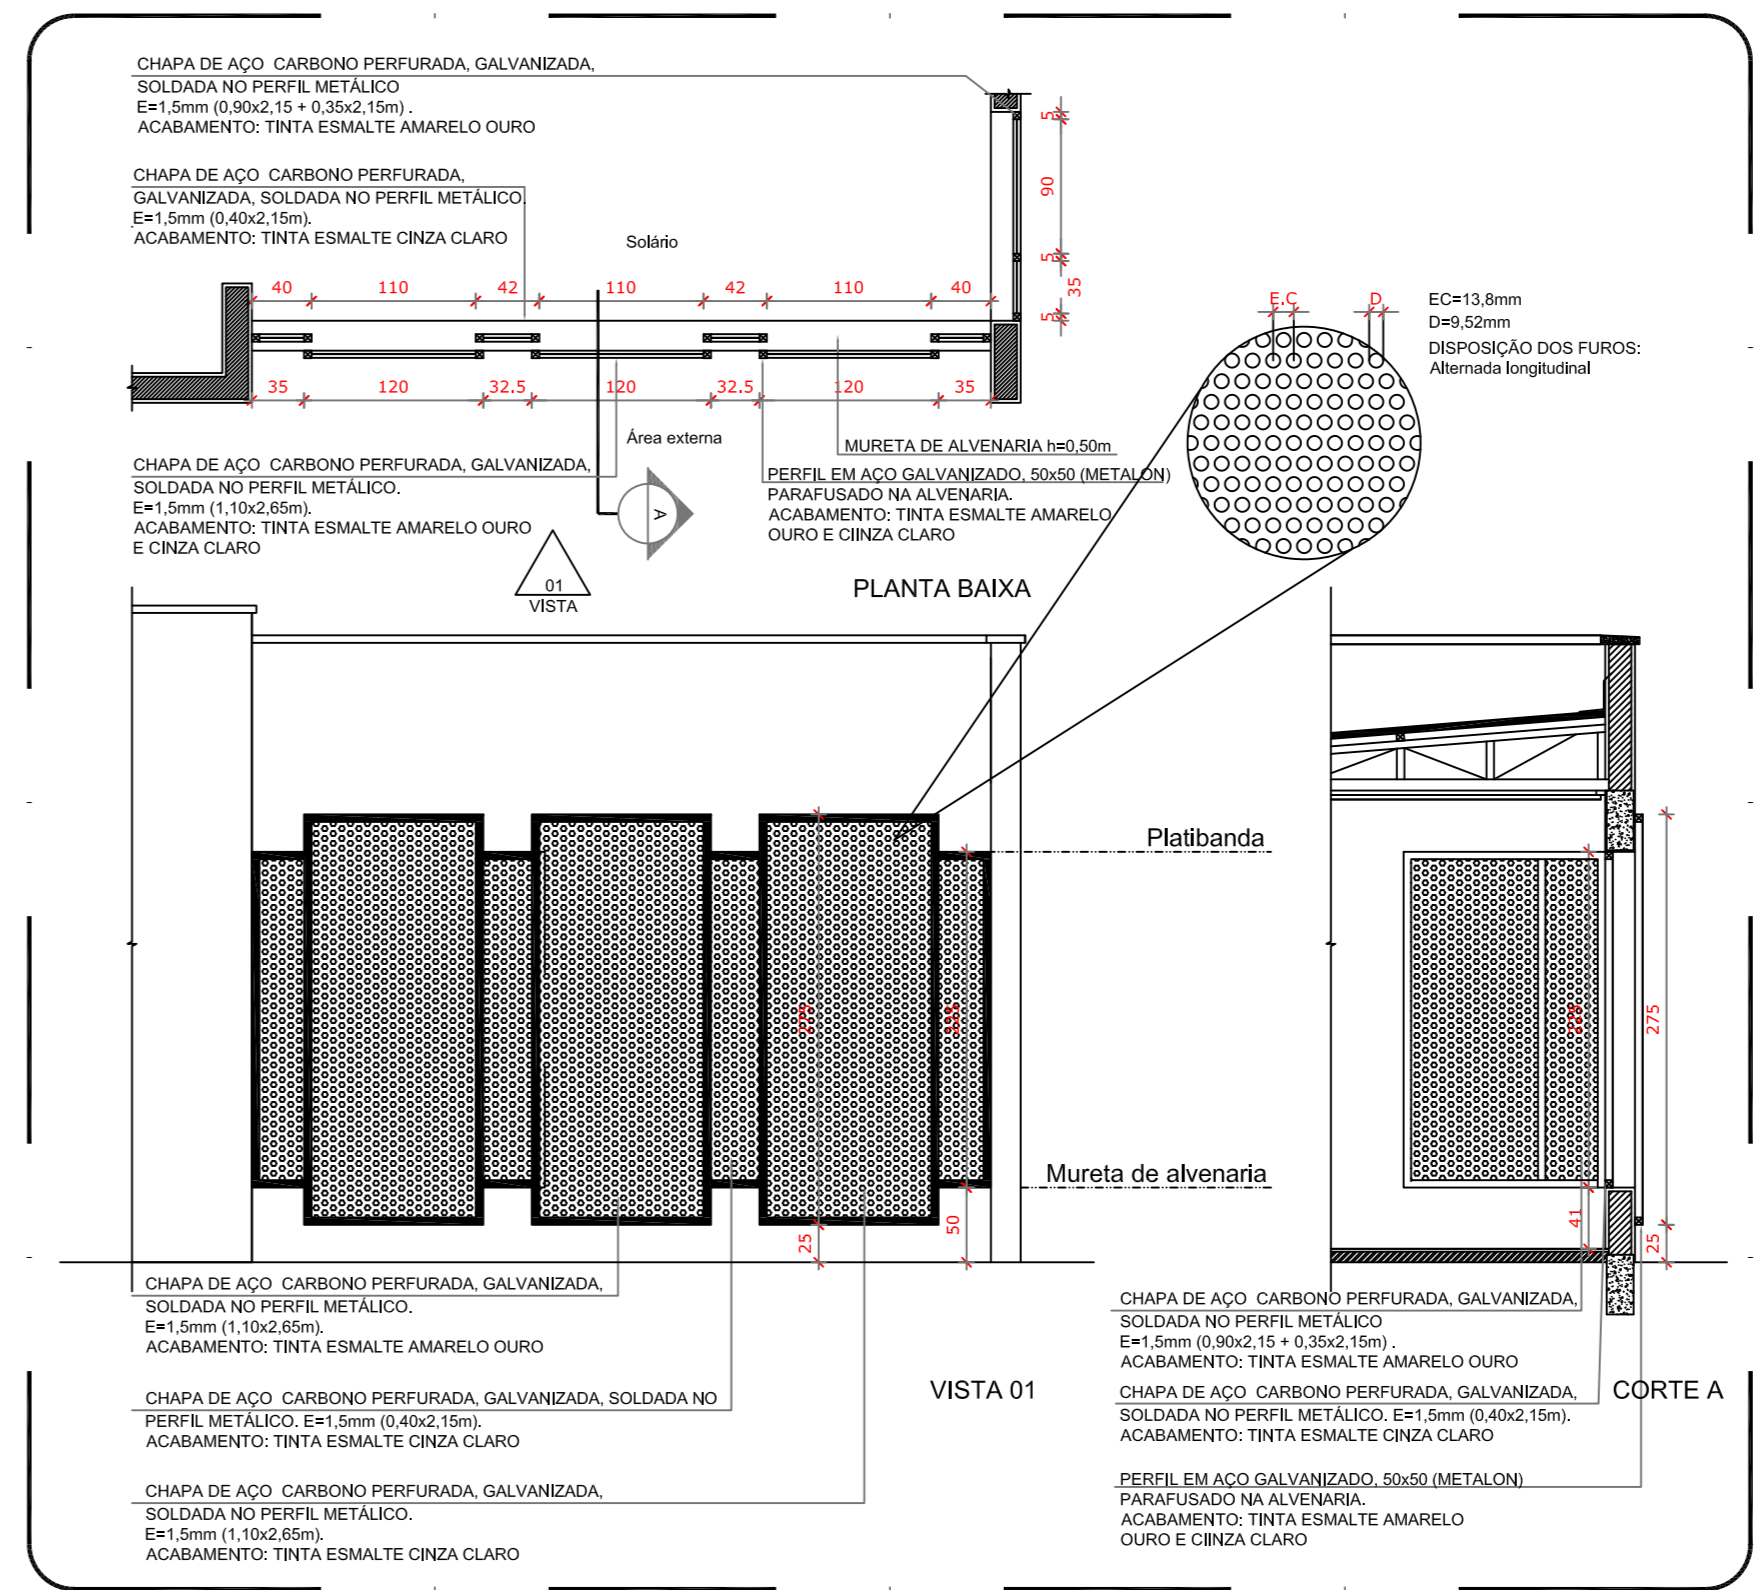 CHAPA DE AÇO CARBONO PERFURADA, GALVANIZADA,
SOLDADA NO PERFIL METÁLICO
E=1,5mm (0,90x2,15 + 0,35x2,15m) .
ACABAMENTO: TINTA ESMALTE AMARELO OURO
CHAPA DE AÇO CARBONO PERFURADA,
GALVANIZADA, SOLDADA NO PERFIL METÁLICO.
E=1,5mm (0,40x2,15m).
ACABAMENTO: TINTA ESMALTE CINZA CLARO
Solário
40 110 42 110 42 110 40
5
90
5
35
5
35 120 32.5 120 32.5 120 35
E.C D
EC=13,8mm
D=9,52mm
DISPOSIÇÃO DOS FUROS:
Alternada longitudinal
Área externa
MURETA DE ALVENARIA h=0,50m
CHAPA DE AÇO CARBONO PERFURADA, GALVANIZADA,
SOLDADA NO PERFIL METÁLICO.
E=1,5mm (1,10x2,65m).
ACABAMENTO: TINTA ESMALTE AMARELO OURO
E CINZA CLARO
PERFIL EM AÇO GALVANIZADO, 50x50 (METALON)
PARAFUSADO NA ALVENARIA.
ACABAMENTO: TINTA ESMALTE AMARELO
OURO E CIINZA CLARO
A
01
VISTA
PLANTA BAIXA
Platibanda
275
225
225
275
Mureta de alvenaria
25
50
41
25
CHAPA DE AÇO CARBONO PERFURADA, GALVANIZADA,
SOLDADA NO PERFIL METÁLICO.
E=1,5mm (1,10x2,65m).
ACABAMENTO: TINTA ESMALTE AMARELO OURO
CHAPA DE AÇO CARBONO PERFURADA, GALVANIZADA, SOLDADA NO
PERFIL METÁLICO. E=1,5mm (0,40x2,15m).
ACABAMENTO: TINTA ESMALTE CINZA CLARO
CHAPA DE AÇO CARBONO PERFURADA, GALVANIZADA,
SOLDADA NO PERFIL METÁLICO.
E=1,5mm (1,10x2,65m).
ACABAMENTO: TINTA ESMALTE CINZA CLARO
VISTA 01
CHAPA DE AÇO CARBONO PERFURADA, GALVANIZADA,
SOLDADA NO PERFIL METÁLICO
E=1,5mm (0,90x2,15 + 0,35x2,15m) .
ACABAMENTO: TINTA ESMALTE AMARELO OURO
CHAPA DE AÇO CARBONO PERFURADA, GALVANIZADA,
SOLDADA NO PERFIL METÁLICO. E=1,5mm (0,40x2,15m).
ACABAMENTO: TINTA ESMALTE CINZA CLARO
CORTE A
PERFIL EM AÇO GALVANIZADO, 50x50 (METALON)
PARAFUSADO NA ALVENARIA.
ACABAMENTO: TINTA ESMALTE AMARELO
OURO E CIINZA CLARO